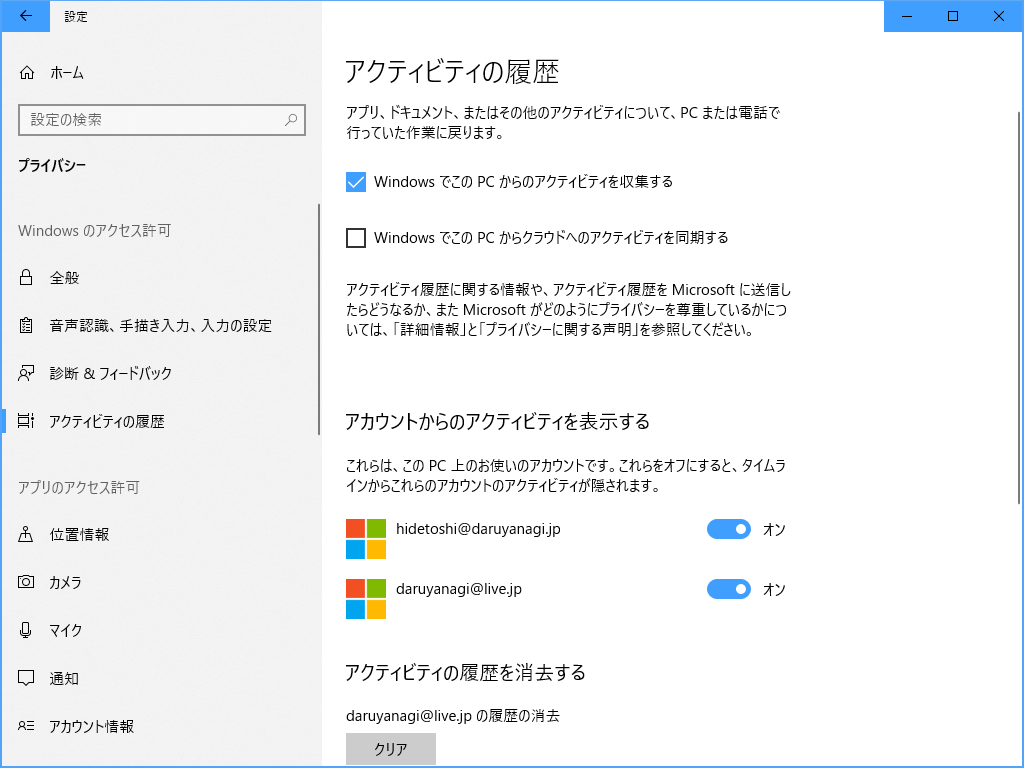 設定
ホーム
設定の検索
プライバシー
Windows のアクセス許可
全般
音声認識、手描き入力、入力の設定
診断 & フィードバック
アクティビティの履歴
アプリのアクセス許可
位置情報
カメラ
マイク
通知
アカウント情報
アクティビティの履歴
アプリ、ドキュメント、またはその他のアクティビティについて、PC または電話で
行っていた作業に戻ります。
Windows でこの PC からのアクティビティを収集する
Windows でこの PC からクラウドへのアクティビティを同期する
アクティビティ履歴に関する情報や、アクティビティ履歴を Microsoft に送信し
たらどうなるか、また Microsoft がどのようにプライバシーを尊重しているかにつ
いては、「詳細情報」と「プライバシーに関する声明」を参照してください。
アカウントからのアクティビティを表示する
これらは、この PC 上のお使いのアカウントです。これらをオフにすると、タイムラ
インからこれらのアカウントのアクティビティが隠されます。
hidetoshi@daruyanagi.jp オン
daruyanagi@live.jp オン
アクティビティの履歴を消去する
daruyanagi@live.jp の履歴の消去
クリア